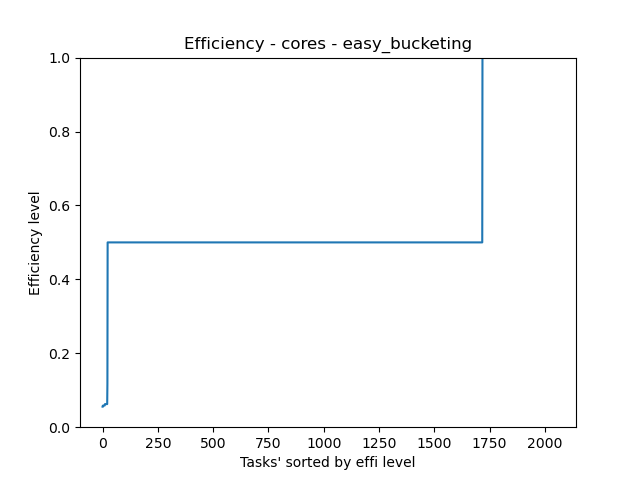 Efficiency - cores - easy_bucketing
1.0
0.8
0.6
0.4
0.2
0.0
Efficiency level
0 250 500 750 1000 1250 1500 1750 2000
Tasks' sorted by effi level